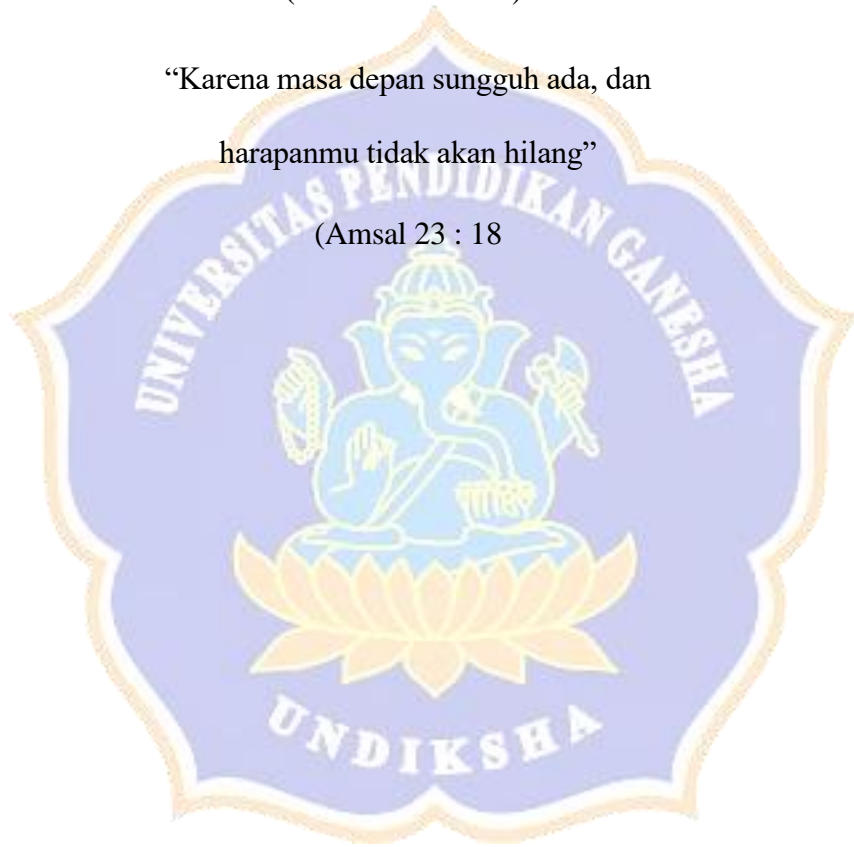 “Karena masa depan sungguh ada, dan
harapanmu tidak akan hilang”
(Amsal 23 : 18
UNIVERSITAS PENDIDIKAN GANESHA
UNDIKSHA